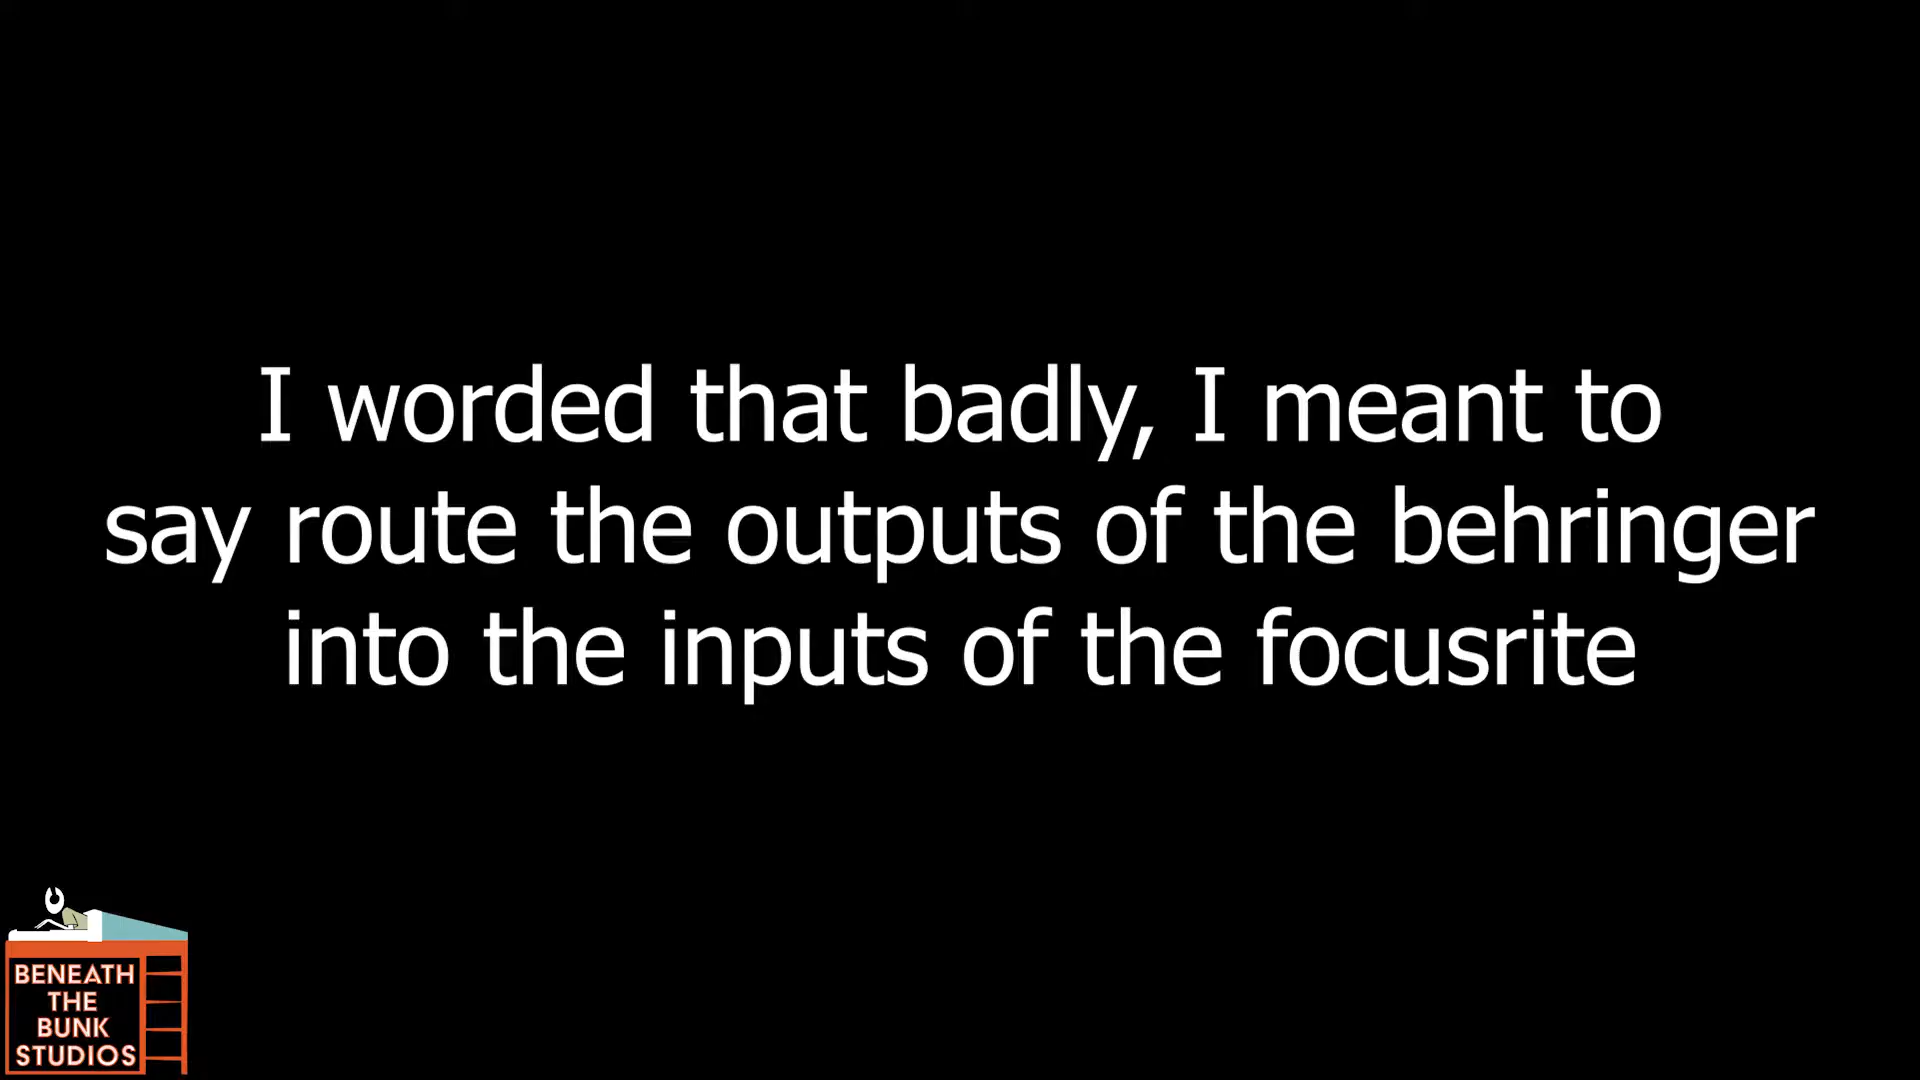 I worded that badly, I meant to
say route the outputs of the behringer
into the inputs of the focusrite
BENEATH
THE
BUNK
STUDIOS